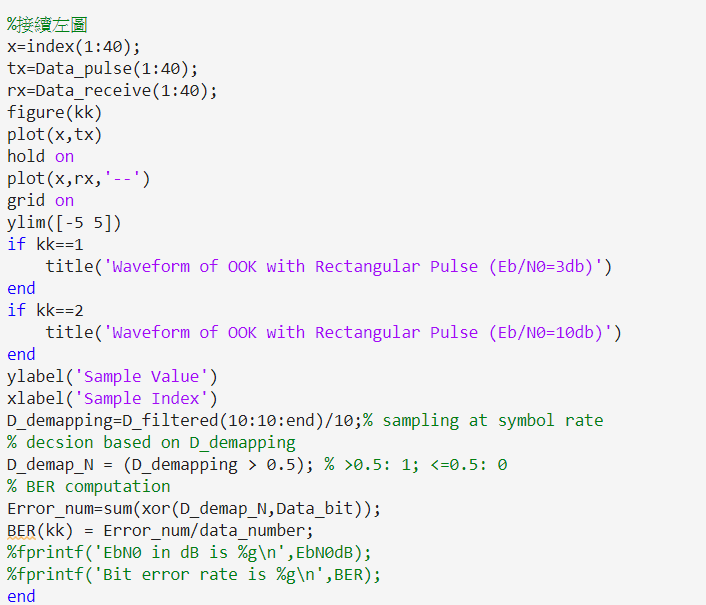 %接續左圖
x=index(1:40);
tx=Data_pulse(1:40);
rx=Data_receive(1:40);
figure(kk)
plot(x,tx)
hold on
plot(x,rx,'--')
grid on
ylim([-5 5])
if kk==1
    title('Waveform of OOK with Rectangular Pulse (Eb/N0=3db)')
end
if kk==2
    title('Waveform of OOK with Rectangular Pulse (Eb/N0=10db)')
end
ylabel('Sample Value')
xlabel('Sample Index')
D_demapping=D_filtered(10:10:end)/10;% sampling at symbol rate
% decsion based on D_demapping
D_demap_N = (D_demapping > 0.5); % >0.5: 1; <=0.5: 0
% BER computation
Error_num=sum(xor(D_demap_N,Data_bit));
BER(kk) = Error_num/data_number;
%fprintf('EbN0 in dB is %g\n',EbN0dB);
%fprintf('Bit error rate is %g\n',BER);
end